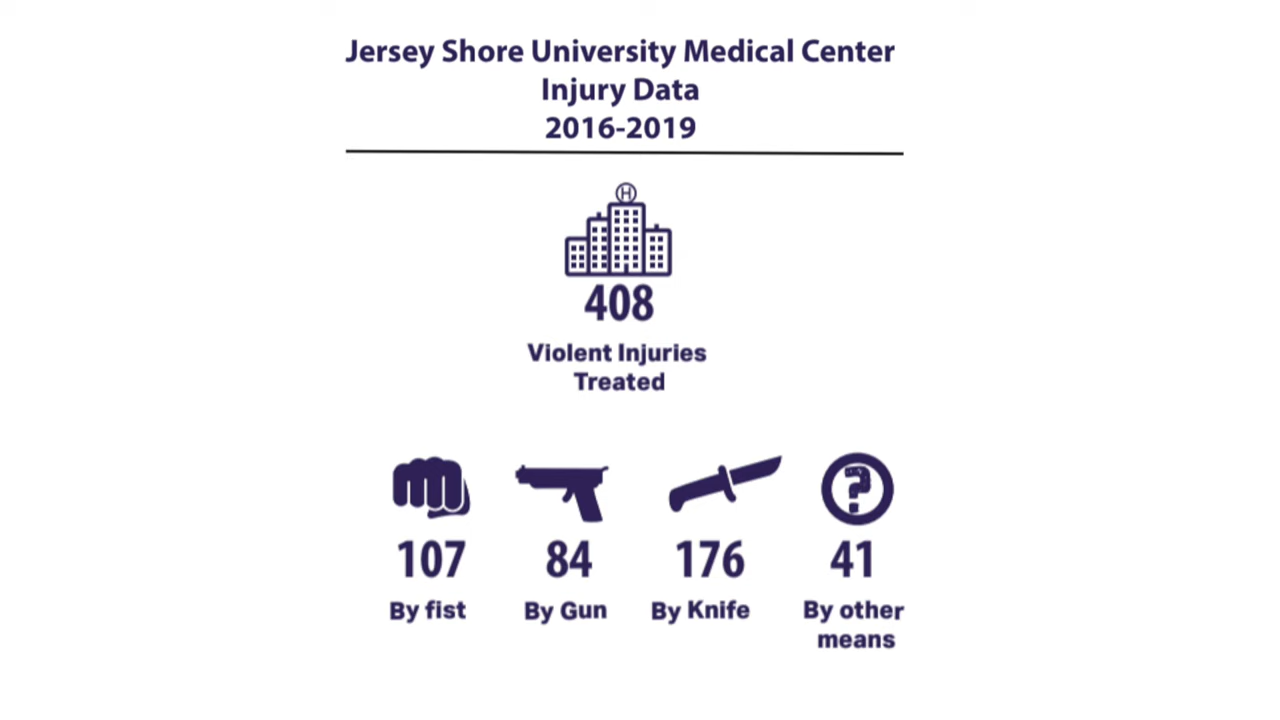 Jersey Shore University Medical Center
Injury Data
2016-2019
H
408
Violent Injuries
Treated
?
107
84
176
41
By fist
By Gun
By Knife
By other
means